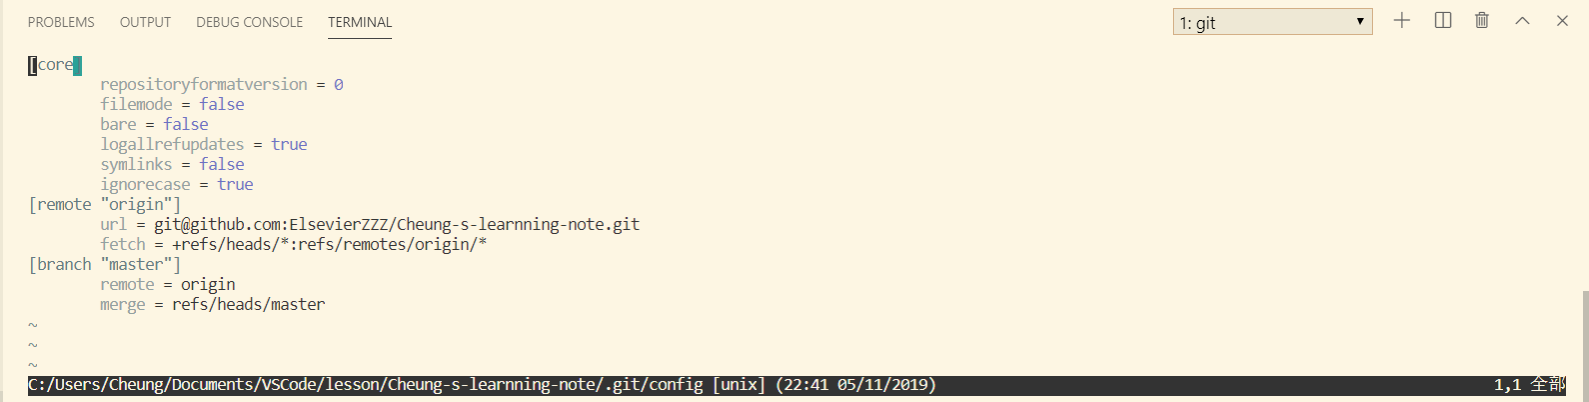 PROBLEMS OUTPUT DEBUG CONSOLE TERMINAL 1: git
[core]
repositoryformatversion = 0
filemode = false
bare = false
logallrefupdates = true
symlinks = false
ignorecase = true
[remote "origin"]
url = git@github.com:ElsevierZZZ/Cheung-s-learnning-note.git
fetch = +refs/heads/*:refs/remotes/origin/*
[branch "master"]
remote = origin
merge = refs/heads/master
~
~
~
C:/Users/Cheung/Documents/VSCode/lesson/Cheung-s-learnning-note/.git/config [unix] (22:41 05/11/2019) 1,1 全部